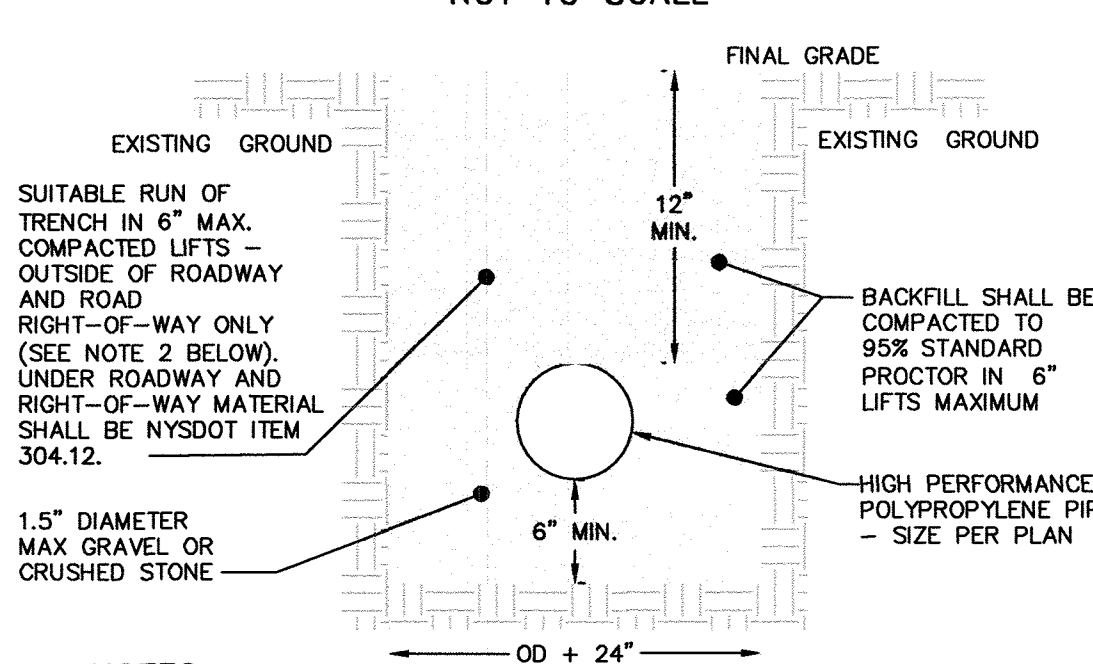 NOT TO SCALE
FINAL GRADE
EXISTING GROUND
EXISTING GROUND
SUITABLE RUN OF
TRENCH IN 6" MAX.
COMPACTED LIFTS –
OUTSIDE OF ROADWAY
AND ROAD
RIGHT–OF–WAY ONLY
(SEE NOTE 2 BELOW).
UNDER ROADWAY AND
RIGHT–OF–WAY MATERIAL
SHALL BE NYSDOT ITEM
304.12.
12"
MIN.
BACKFILL SHALL BE
COMPACTED TO
95% STANDARD
PROCTOR IN 6"
LIFTS MAXIMUM
HIGH PERFORMANCE
POLYPROPYLENE
– SIZE PER PLAN
1.5" DIAMETER
MAX GRAVEL OR
CRUSHED STONE
6" MIN.
OD + 24"